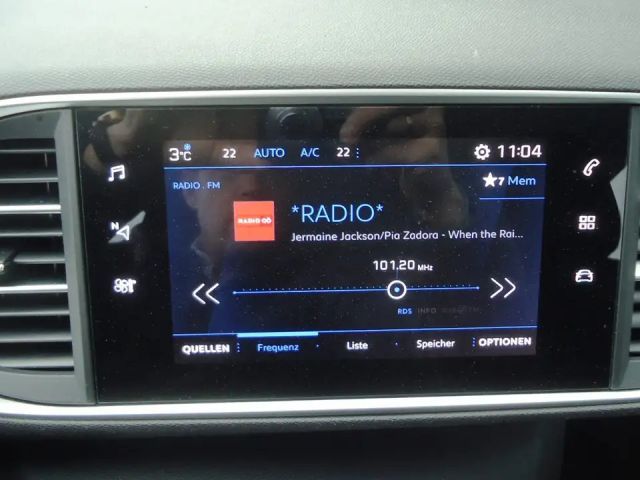 3°C 22 AUTO A/C 22 11:04
RADIO . FM
7 Mem
*RADIO*
Jermaine Jackson/Pia Zadora - When the Rai...
101.20 MHz
RDS INFO
QUELLEN Frequenz Liste Speicher OPTIONEN
N